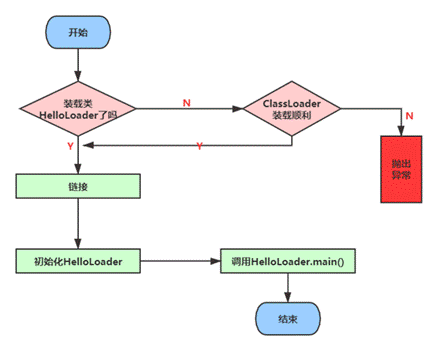 开始
装载类
HelloLoader了吗
N
ClassLoader
装载顺利
N
Y
Y
抛出
异常
链接
初始化HelloLoader
调用HelloLoader.main()
结束